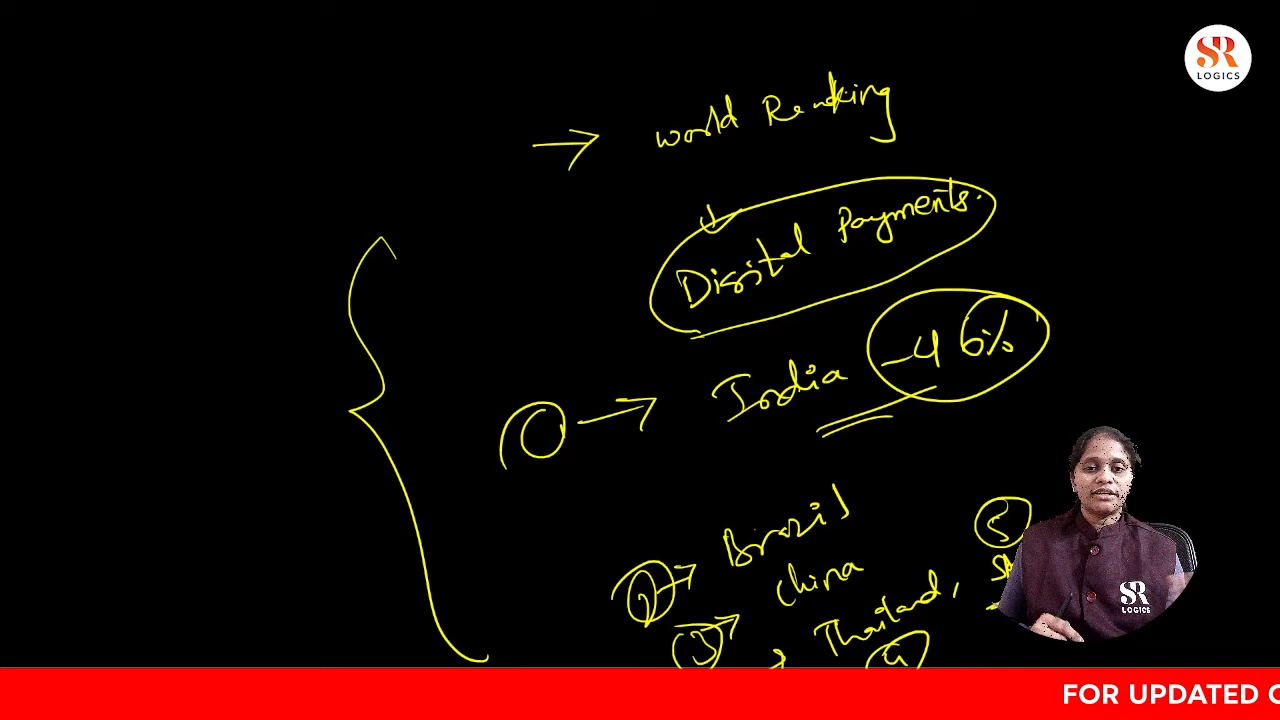 SR
LOGICS
→ World Ranking
Digital Payments.
→ India - 46%
2 → Brazil
3 → China
→ Thailand,
4
5
SR
LOGICS
FOR UPDATED